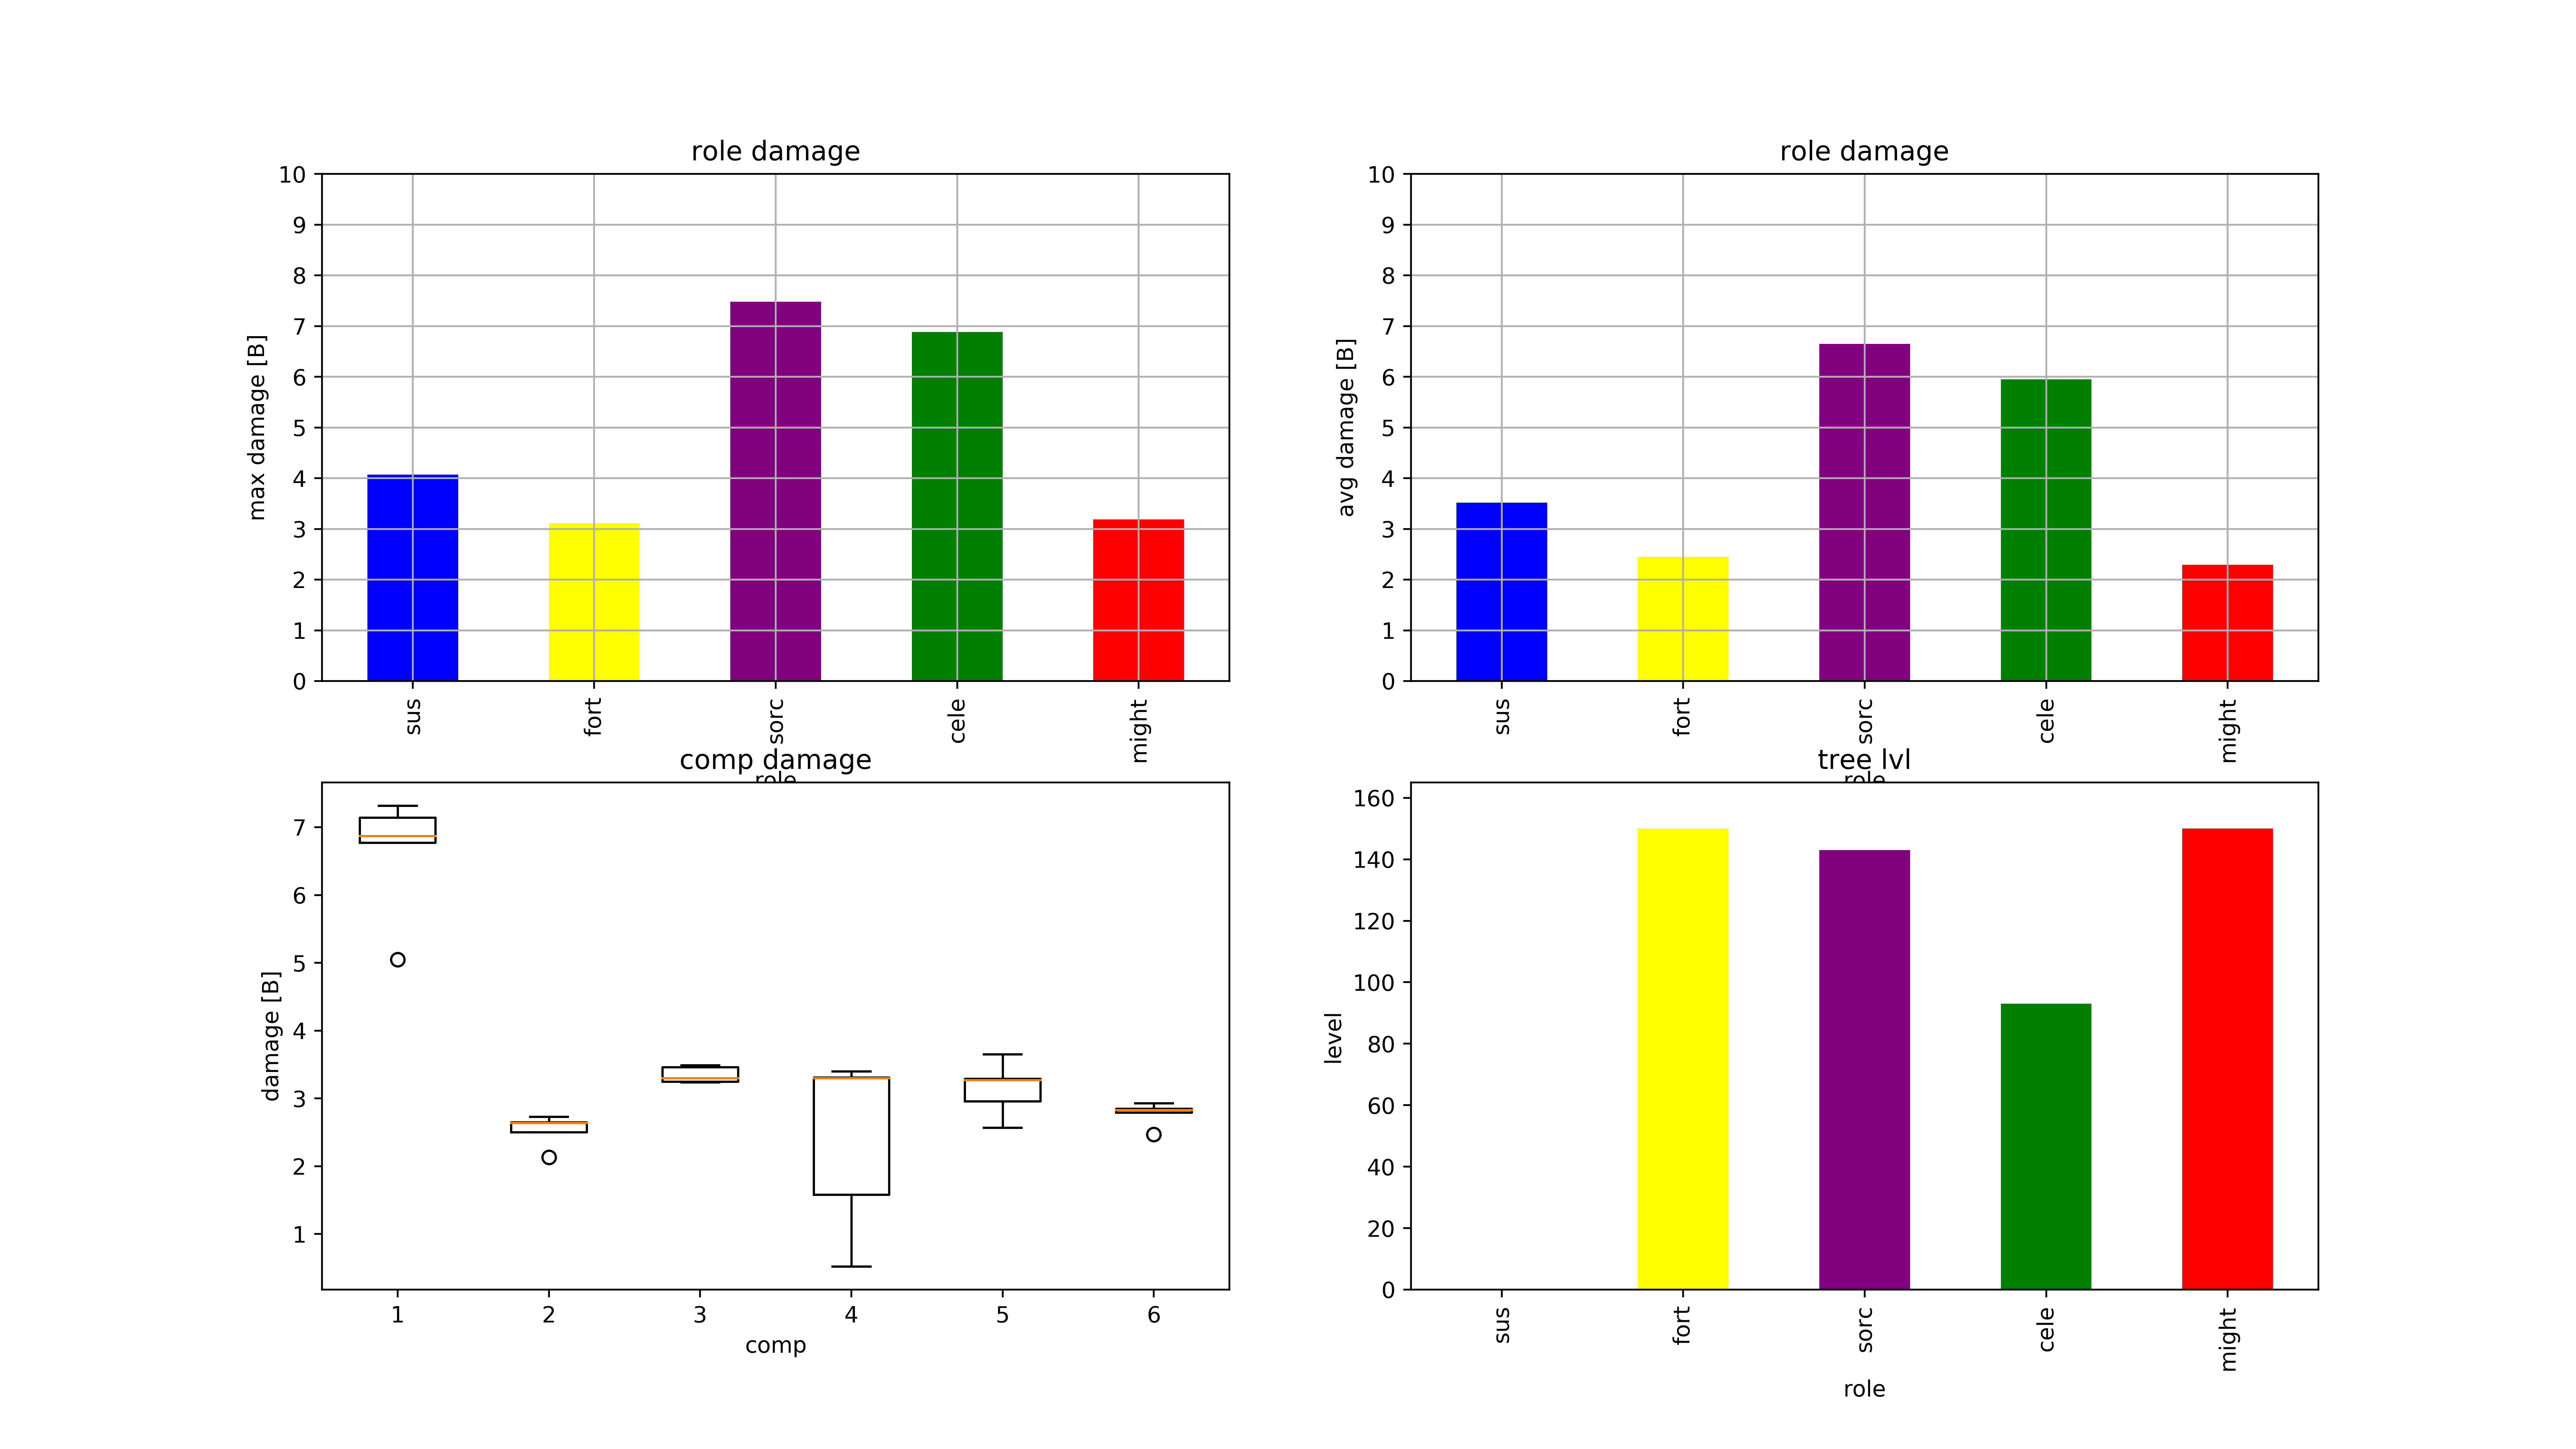 role damage
10
9
8
7
6
5
4
3
2
1
0
max damage [B]
sus
fort
sorc
cele
might
role
role damage
10
9
8
7
6
5
4
3
2
1
0
avg damage [B]
sus
fort
sorc
cele
might
role
comp damage
7
6
5
4
3
2
1
damage [B]
1 2 3 4 5 6
comp
tree lvl
160
140
120
100
80
60
40
20
0
level
sus
fort
sorc
cele
might
role